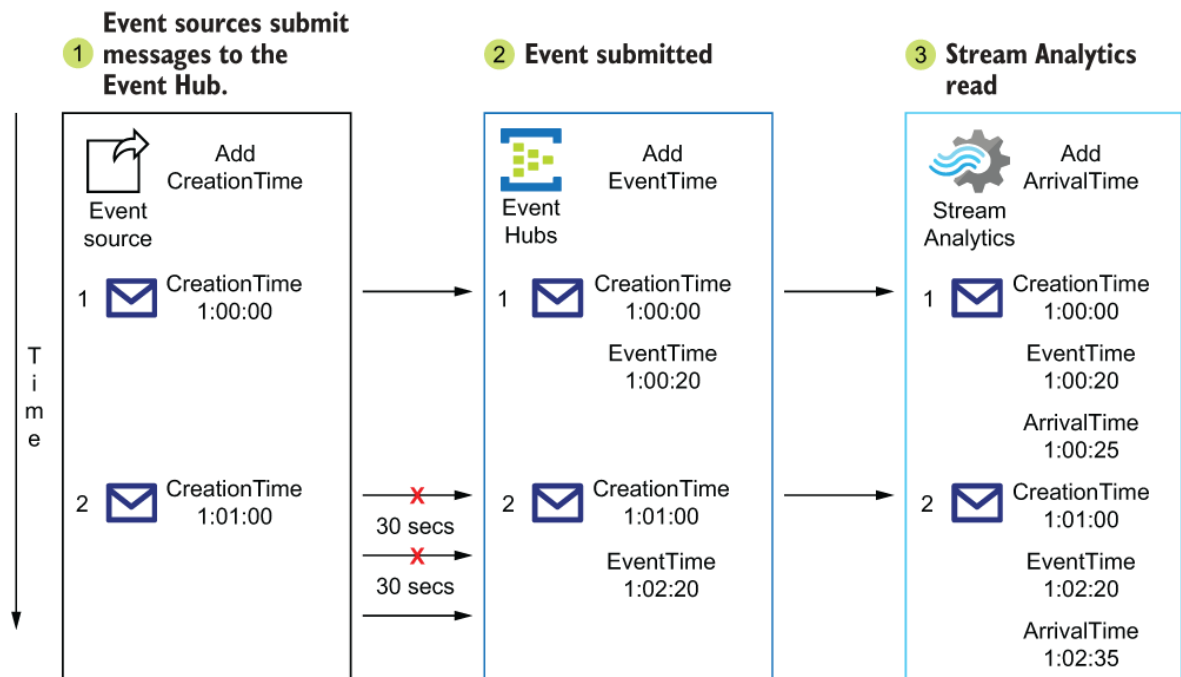 1 Event sources submit
messages to the
Event Hub.
2 Event submitted
3 Stream Analytics
read
Time
Add
CreationTime
Event
source
1 CreationTime
1:00:00
2 CreationTime
1:01:00
X
30 secs
X
30 secs
Add
EventTime
Event
Hubs
1 CreationTime
1:00:00
EventTime
1:00:20
2 CreationTime
1:01:00
EventTime
1:02:20
Add
ArrivalTime
Stream
Analytics
1 CreationTime
1:00:00
EventTime
1:00:20
ArrivalTime
1:00:25
2 CreationTime
1:01:00
EventTime
1:02:20
ArrivalTime
1:02:35